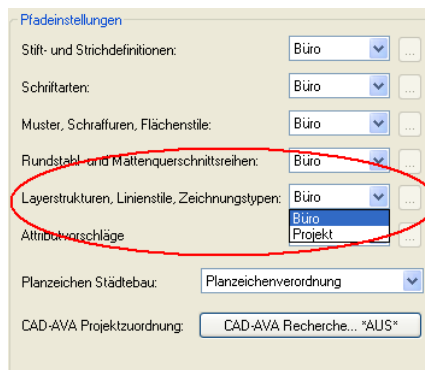 Pfadeinstellungen
Stift- und Strichdefinitionen: Büro ...
Schriftarten: Büro ...
Muster, Schraffuren, Flächenstile: Büro ...
Rundstahl- und Mattenquerschnittsreihen: Büro ...
Layerstrukturen, Linienstile, Zeichnungstypen: Büro ...
Büro
Attributvorschläge Projekt ...
Planzeichen Städtebau: Planzeichenverordnung
CAD-AVA Projektzuordnung: CAD-AVA Recherche... *AUS*